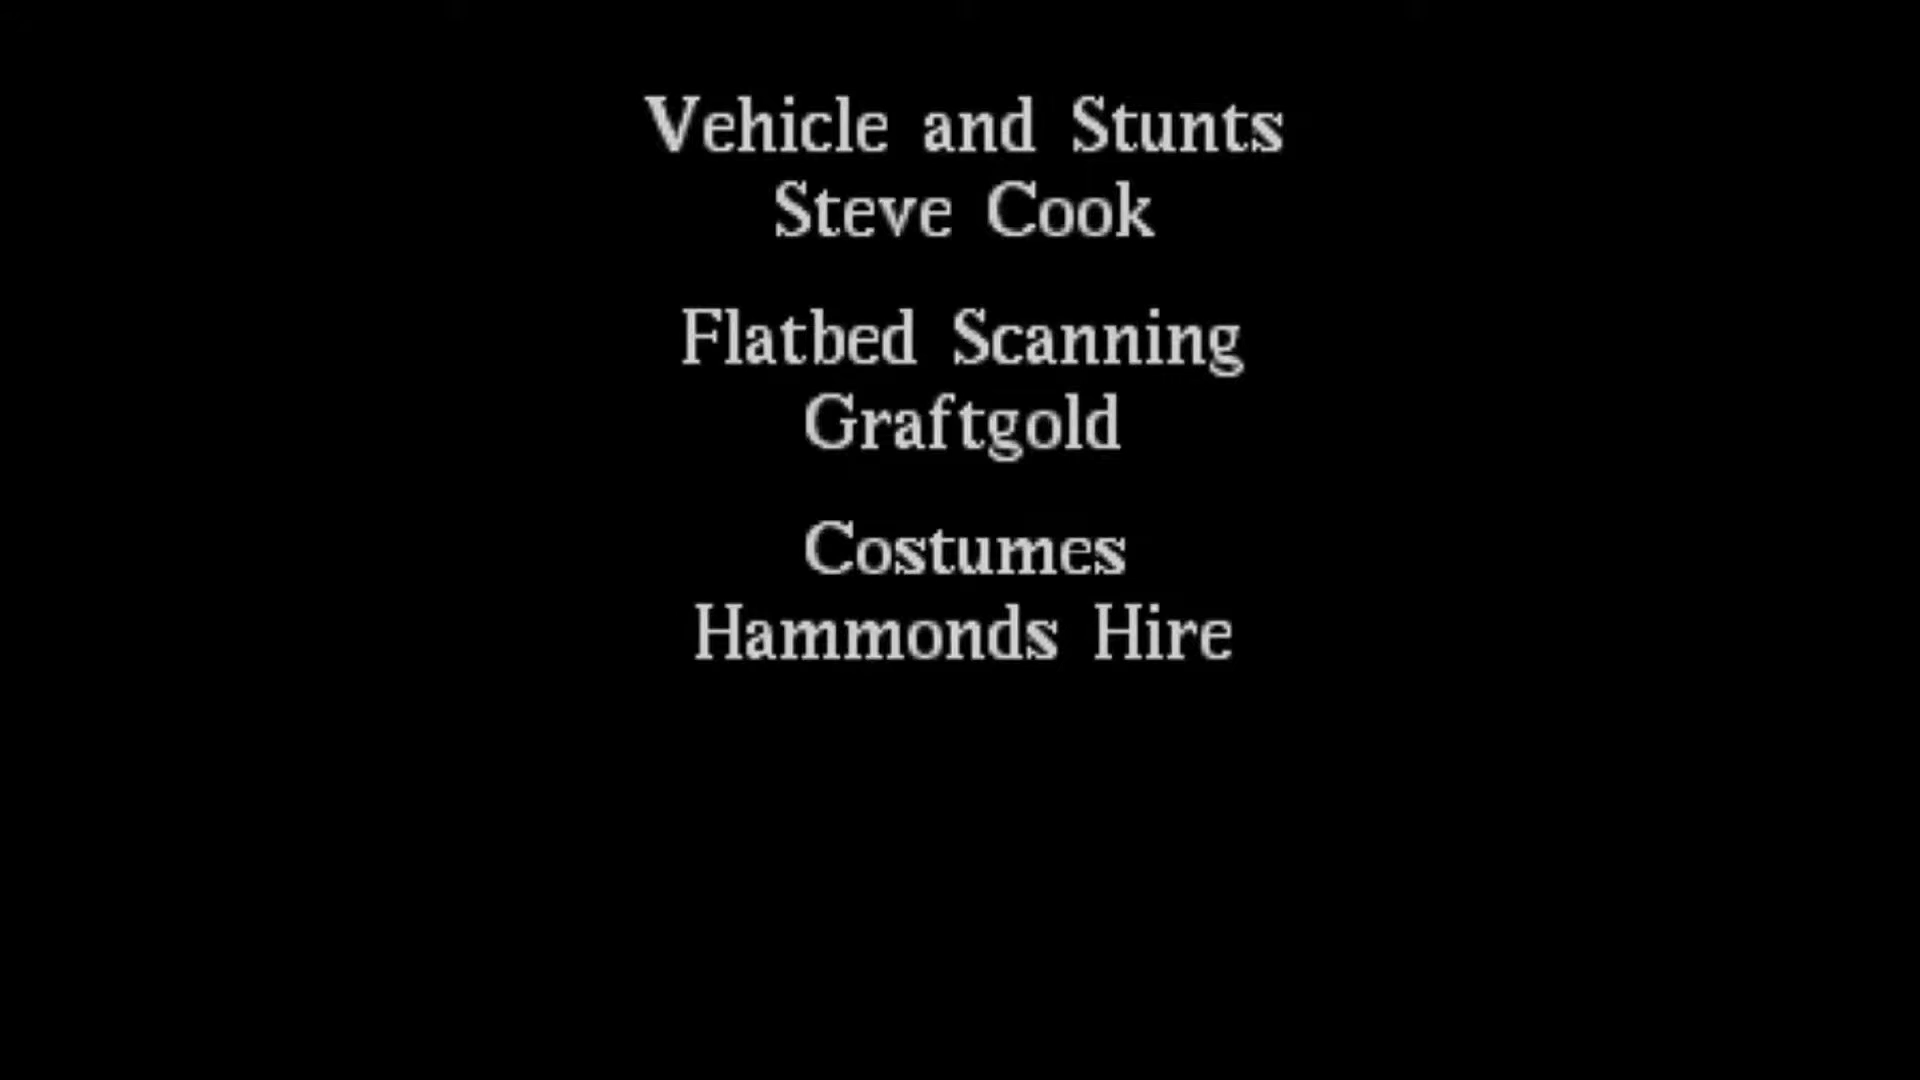 Vehicle and Stunts
Steve Cook
Flatbed Scanning
Graftgold
Costumes
Hammonds Hire